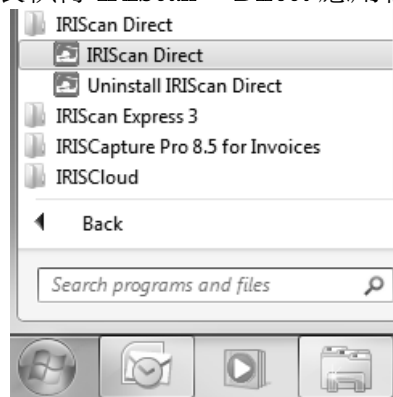 IRIScan Direct
IRIScan Direct
Uninstall IRIScan Direct
IRIScan Express 3
IRISCapture Pro 8.5 for Invoices
IRISCloud
Back
Search programs and files